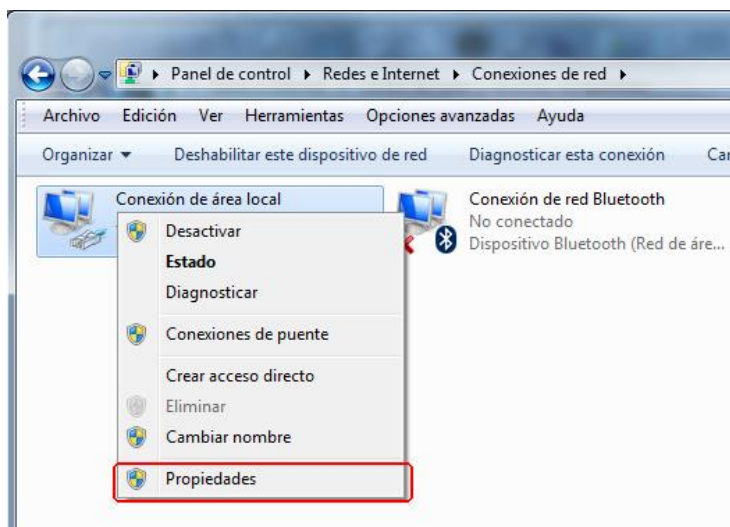 Panel de control ▸ Redes e Internet ▸ Conexiones de red ▸
Archivo Edición Ver Herramientas Opciones avanzadas Ayuda
Organizar Deshabilitar este dispositivo de red Diagnosticar esta conexión
Conexión de área local
Desactivar
Estado
Diagnosticar
Conexiones de puente
Crear acceso directo
Eliminar
Cambiar nombre
Propiedades
Conexión de red Bluetooth
No conectado
Dispositivo Bluetooth (Red de áre...